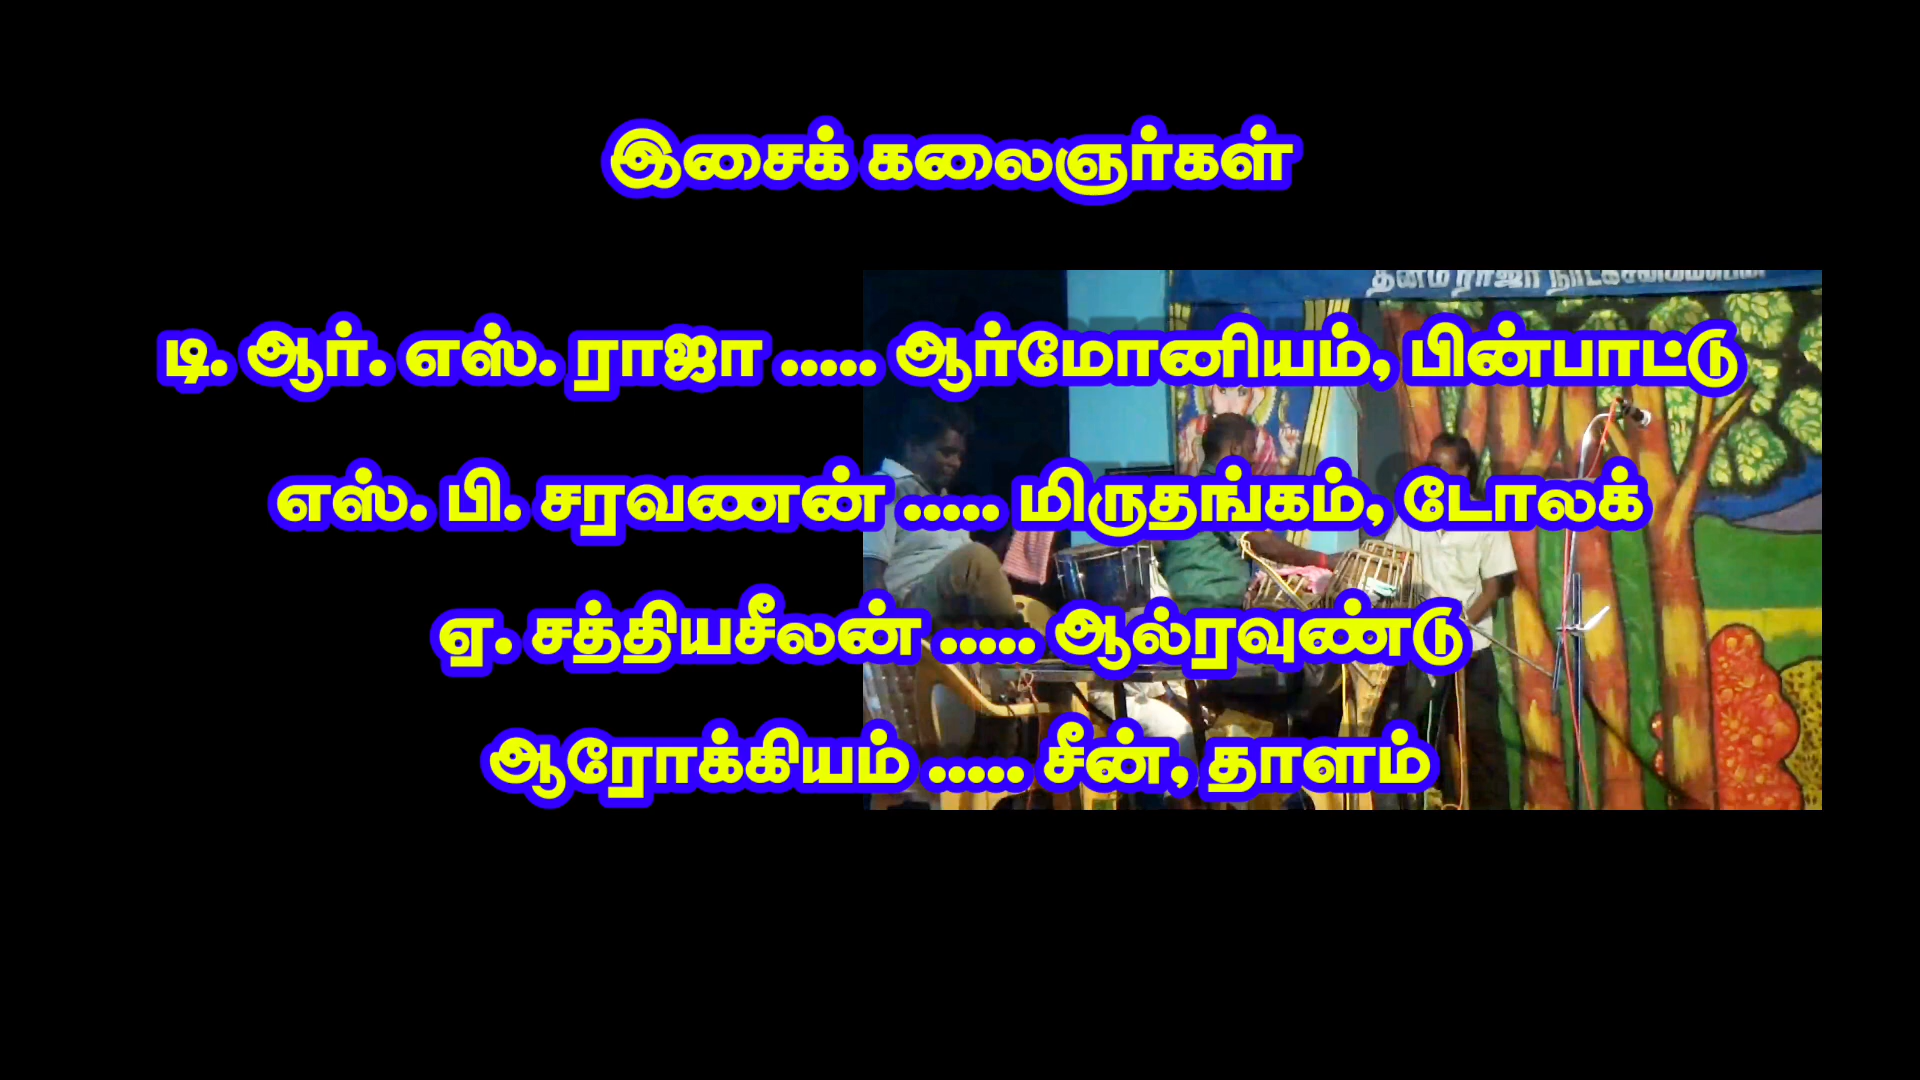 இசைக் கலைஞர்கள்
டி. ஆர். எஸ். ராஜா ..... ஆர்மோனியம், பின்பாட்டு
எஸ். பி. சரவணன் ..... மிருதங்கம், டோலக்
ஏ. சத்தியசீலன் ..... ஆல்ரவுண்டு
ஆரோக்கியம் ..... சீன், தாளம்